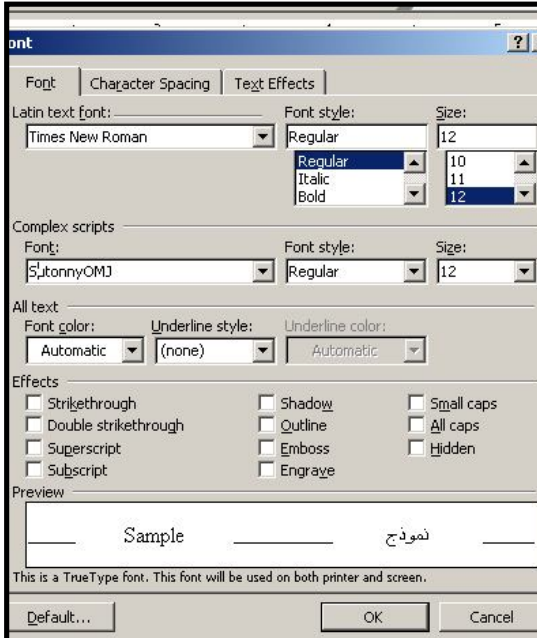 ont ?
Font Character Spacing Text Effects
Latin text font: Font style: Size:
Times New Roman Regular 12
Regular 10
Italic 11
Bold 12
Complex scripts
Font: Font style: Size:
SutonnyOMJ Regular 12
All text
Font color: Underline style: Underline color:
Automatic (none) Automatic
Effects
Strikethrough Shadow Small caps
Double strikethrough Outline All caps
Superscript Emboss Hidden
Subscript Engrave
Preview
Sample نموذج
This is a TrueType font. This font will be used on both printer and screen.
Default... OK Cancel